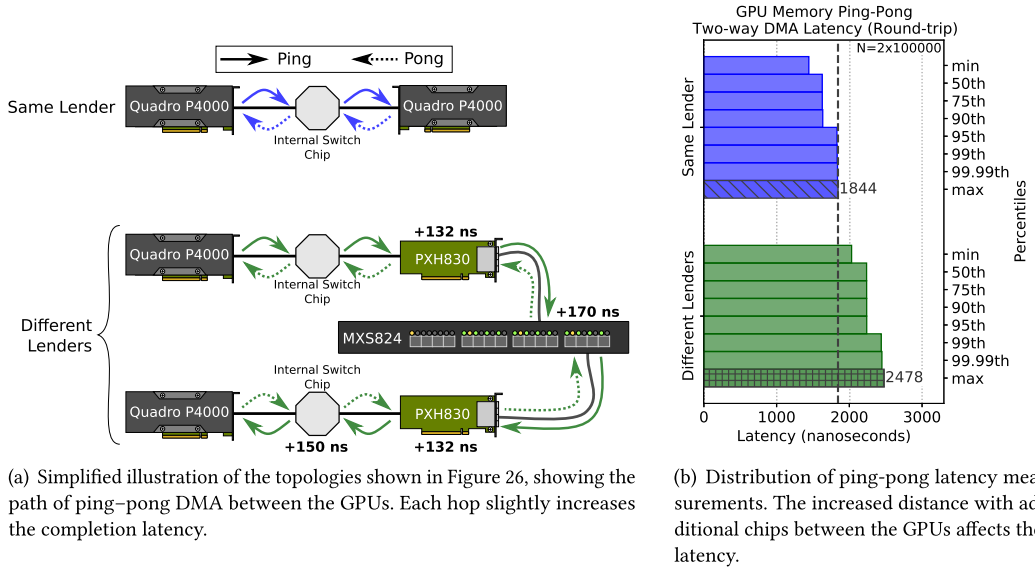 Ping
Pong
Same Lender
Quadro P4000
Quadro P4000
Internal Switch
Chip
+132 ns
Quadro P4000
PXH830
Internal Switch
Chip
+170 ns
Different
Lenders
MXS824
Internal Switch
Chip
Quadro P4000
PXH830
+150 ns
+132 ns
(a) Simplified illustration of the topologies shown in Figure 26, showing the
path of ping–pong DMA between the GPUs. Each hop slightly increases
the completion latency.
GPU Memory Ping-Pong
Two-way DMA Latency (Round-trip)
N=2x100000
Same Lender
min
50th
75th
90th
95th
99th
99.99th
max
1844
Percentiles
Different Lenders
min
50th
75th
90th
95th
99th
99.99th
max
2478
0
1000
2000
3000
Latency (nanoseconds)
(b) Distribution of ping-pong latency mea
surements. The increased distance with ad
ditional chips between the GPUs affects the
latency.